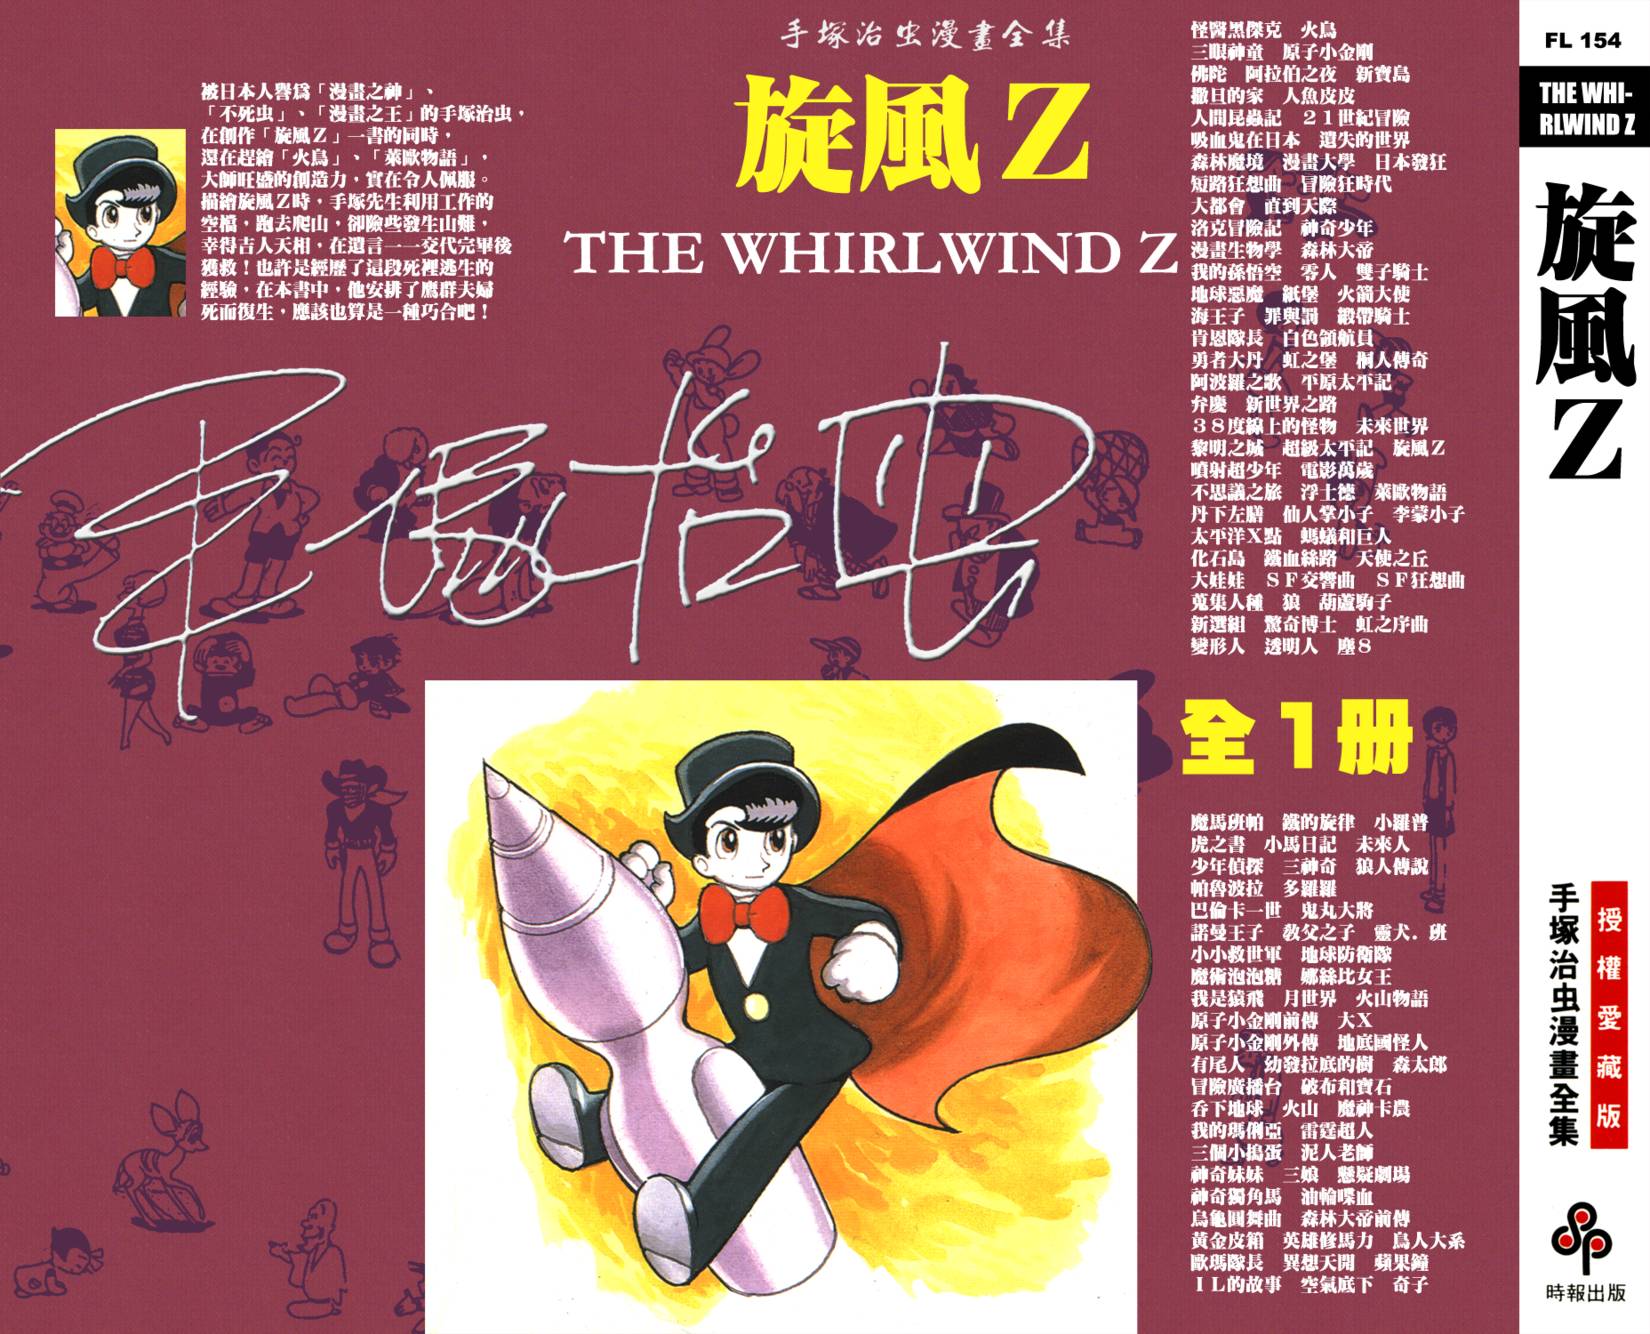 手塚治虫漫畫全集
旋風Z
THE WHIRLWIND Z
被日本人譽為「漫畫之神」、
「不死虫」、「漫畫之王」的手塚治虫，
在創作「旋風Z」一書的同時，
還在趕繪「火鳥」、「萊歐物語」，
大師旺盛的創造力，實在令人佩服。
描繪旋風Z時，手塚先生利用工作的
空檔，跑去爬山，卻險些發生山難，
幸得吉人天相，在遺言一一交代完畢後
獲救！也許是經歷了這段死裡逃生的
經驗，在本書中，他安排了鷹群夫婦
死而復生，應該也算是一種巧合吧！
手塚治虫
怪醫黑傑克　火鳥
三眼神童　原子小金剛
佛陀　阿拉伯之夜　新寶島
撒旦的家　人魚皮皮
人間昆蟲記　２１世紀冒險
吸血鬼在日本　遺失的世界
森林魔境　漫畫大學　日本發狂
短路狂想曲　冒險狂時代
大都會　直到天際
洛克冒險記　神奇少年
漫畫生物學　森林大帝
我的孫悟空　零人　雙子騎士
地球惡魔　紙堡　火箭大使
海王子　罪與罰　緞帶騎士
肯恩隊長　白色領航員
勇者大丹　虹之堡　桐人傳奇
阿波羅之歌　平原太平記
弁慶　新世界之路
３８度線上的怪物　未來世界
黎明之城　超級太平記　旋風Z
噴射超少年　電影萬歲
不思議之旅　浮士德　萊歐物語
丹下左膳　仙人掌小子　李蒙小子
太平洋X點　螞蟻和巨人
化石島　鐵血絲路　天使之丘
大娃娃　ＳＦ交響曲　ＳＦ狂想曲
蒐集人種　狼　葫蘆駒子
新選組　驚奇博士　虹之序曲
變形人　透明人　塵８
全1冊
魔馬班帕　鐵的旋律　小羅普
虎之書　小馬日記　未來人
少年偵探　三神奇　狼人傳說
帕魯波拉　多羅羅
巴倫卡一世　鬼丸大將
諾曼王子　教父之子　靈犬．班
小小救世軍　地球防衛隊
魔術泡泡糖　娜絲比女王
我是猿飛　月世界　火山物語
原子小金剛前傳　大X
原子小金剛外傳　地底國怪人
有尾人　幼發拉底的樹　森太郎
冒險廣播台　破布和寶石
吞下地球　火山　魔神卡農
我的瑪俐亞　雷霆超人
三個小搗蛋　泥人老師
神奇妹妹　三娘　懸疑劇場
神奇獨角馬　油輪喋血
烏龜圓舞曲　森林大帝前傳
黃金皮箱　英雄修馬力　鳥人大系
歐瑪隊長　異想天開　蘋果鐘
ＩＬ的故事　空氣底下　奇子
FL 154
THE WHI-
RLWIND Z
旋風Z
手塚治虫漫畫全集
授權愛藏版
時報出版